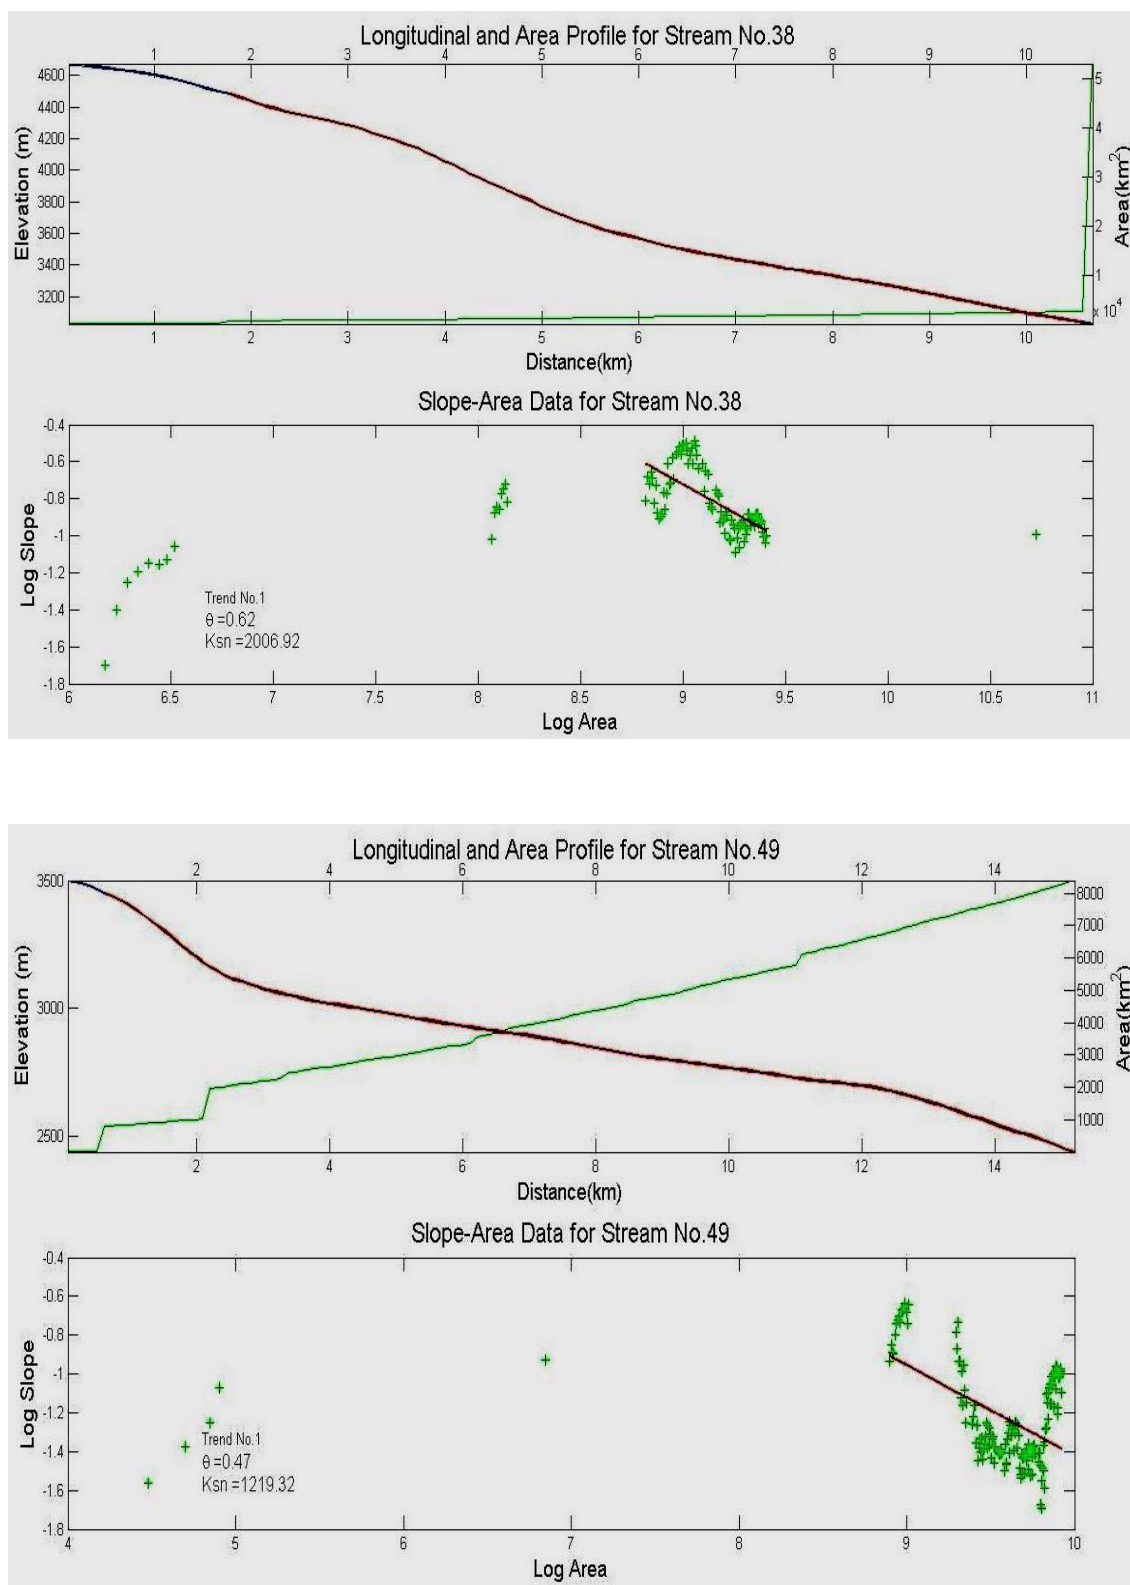 Longitudinal and Area Profile for Stream No.38
1 2 3 4 5 6 7 8 9 10
4600
4400
4200
4000
3800
3600
3400
3200
Elevation (m)
5
4
3
2
1
x 10^4
Area(km^2)
1 2 3 4 5 6 7 8 9 10
Distance(km)
Slope-Area Data for Stream No.38
-0.4
-0.6
-0.8
-1
-1.2
-1.4
-1.6
-1.8
Log Slope
Trend No.1
θ =0.62
Ksn =2006.92
6 6.5 7 7.5 8 8.5 9 9.5 10 10.5 11
Log Area
Longitudinal and Area Profile for Stream No.49
2 4 6 8 10 12 14
3500
3000
2500
Elevation (m)
8000
7000
6000
5000
4000
3000
2000
1000
Area(km^2)
2 4 6 8 10 12 14
Distance(km)
Slope-Area Data for Stream No.49
-0.4
-0.6
-0.8
-1
-1.2
-1.4
-1.6
-1.8
Log Slope
Trend No.1
θ =0.47
Ksn =1219.32
4 5 6 7 8 9 10
Log Area